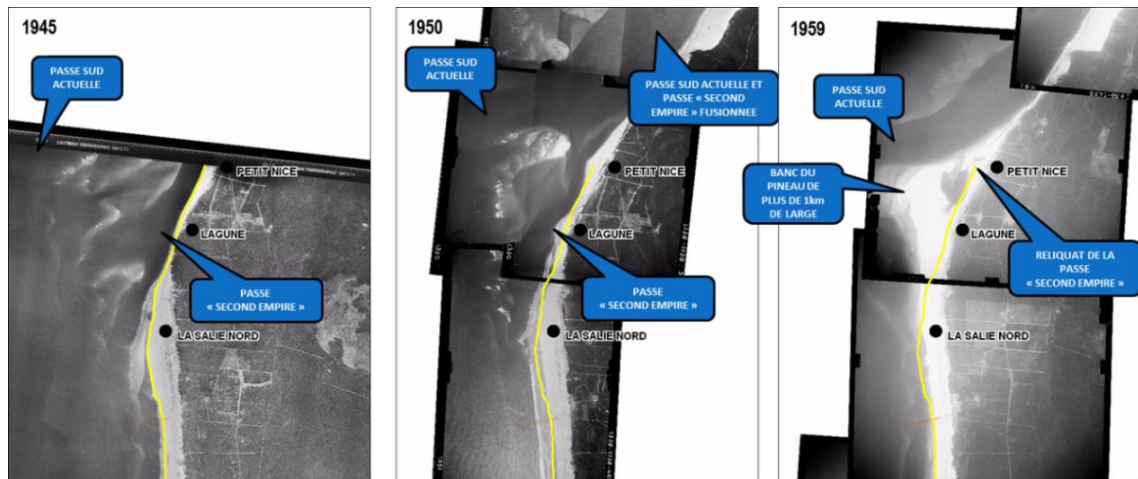 1945
PASSE SUD
ACTUELLE
PETIT NICE
LAGUNE
PASSE
« SECOND EMPIRE »
LA SALIE NORD
1950
PASSE SUD
ACTUELLE
PASSE SUD ACTUELLE ET
PASSE « SECOND
EMPIRE » FUSIONNEE
PETIT NICE
LAGUNE
PASSE
« SECOND EMPIRE »
LA SALIE NORD
1959
PASSE SUD
ACTUELLE
PETIT NICE
BANC DU
PINEAU DE
PLUS DE 1km
DE LARGE
LAGUNE
RELIQUAT DE LA
PASSE
« SECOND EMPIRE »
LA SALIE NORD